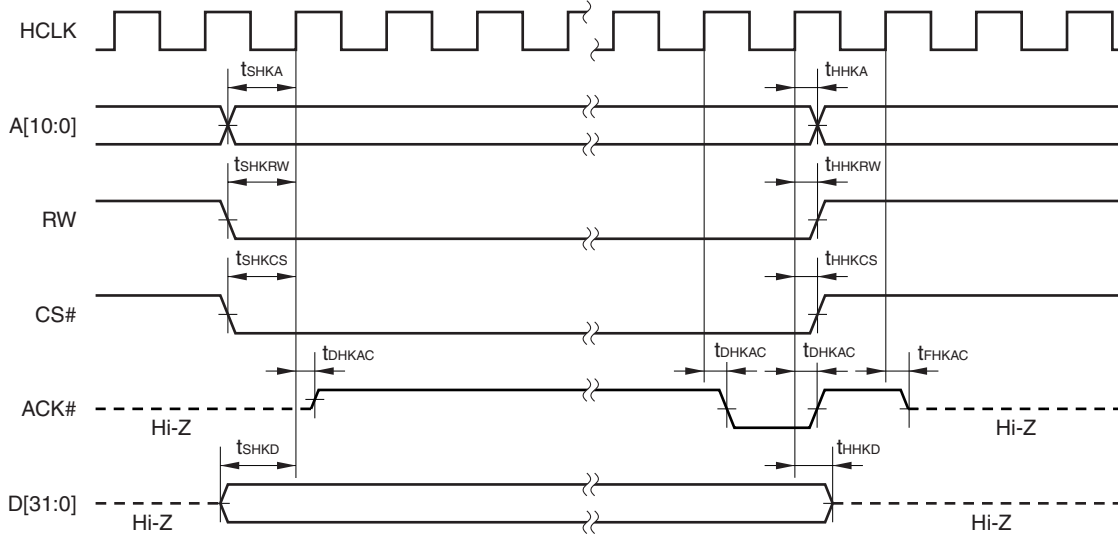 HCLK
tSHKA
tHHKA
A[10:0]
tSHKRW
tHHKRW
RW
tSHKCS
tHHKCS
CS#
tDHKAC
tDHKAC
tDHKAC
tFHKAC
ACK#
Hi-Z
Hi-Z
tSHKD
tHHKD
D[31:0]
Hi-Z
Hi-Z